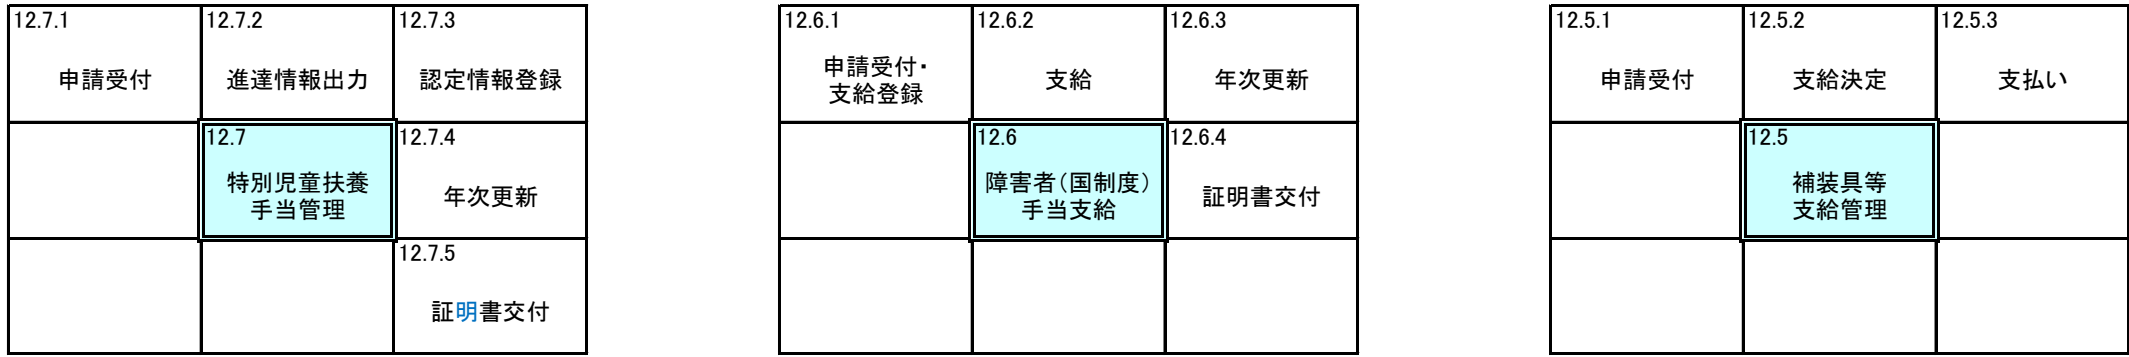 12.7.1
申請受付
12.7.2
進達情報出力
12.7.3
認定情報登録
12.7
特別児童扶養
手当管理
12.7.4
年次更新
12.7.5
証明書交付
12.6.1
申請受付・
支給登録
12.6.2
支給
12.6.3
年次更新
12.6
障害者(国制度)
手当支給
12.6.4
証明書交付
12.5.1
申請受付
12.5.2
支給決定
12.5.3
支払い
12.5
補装具等
支給管理